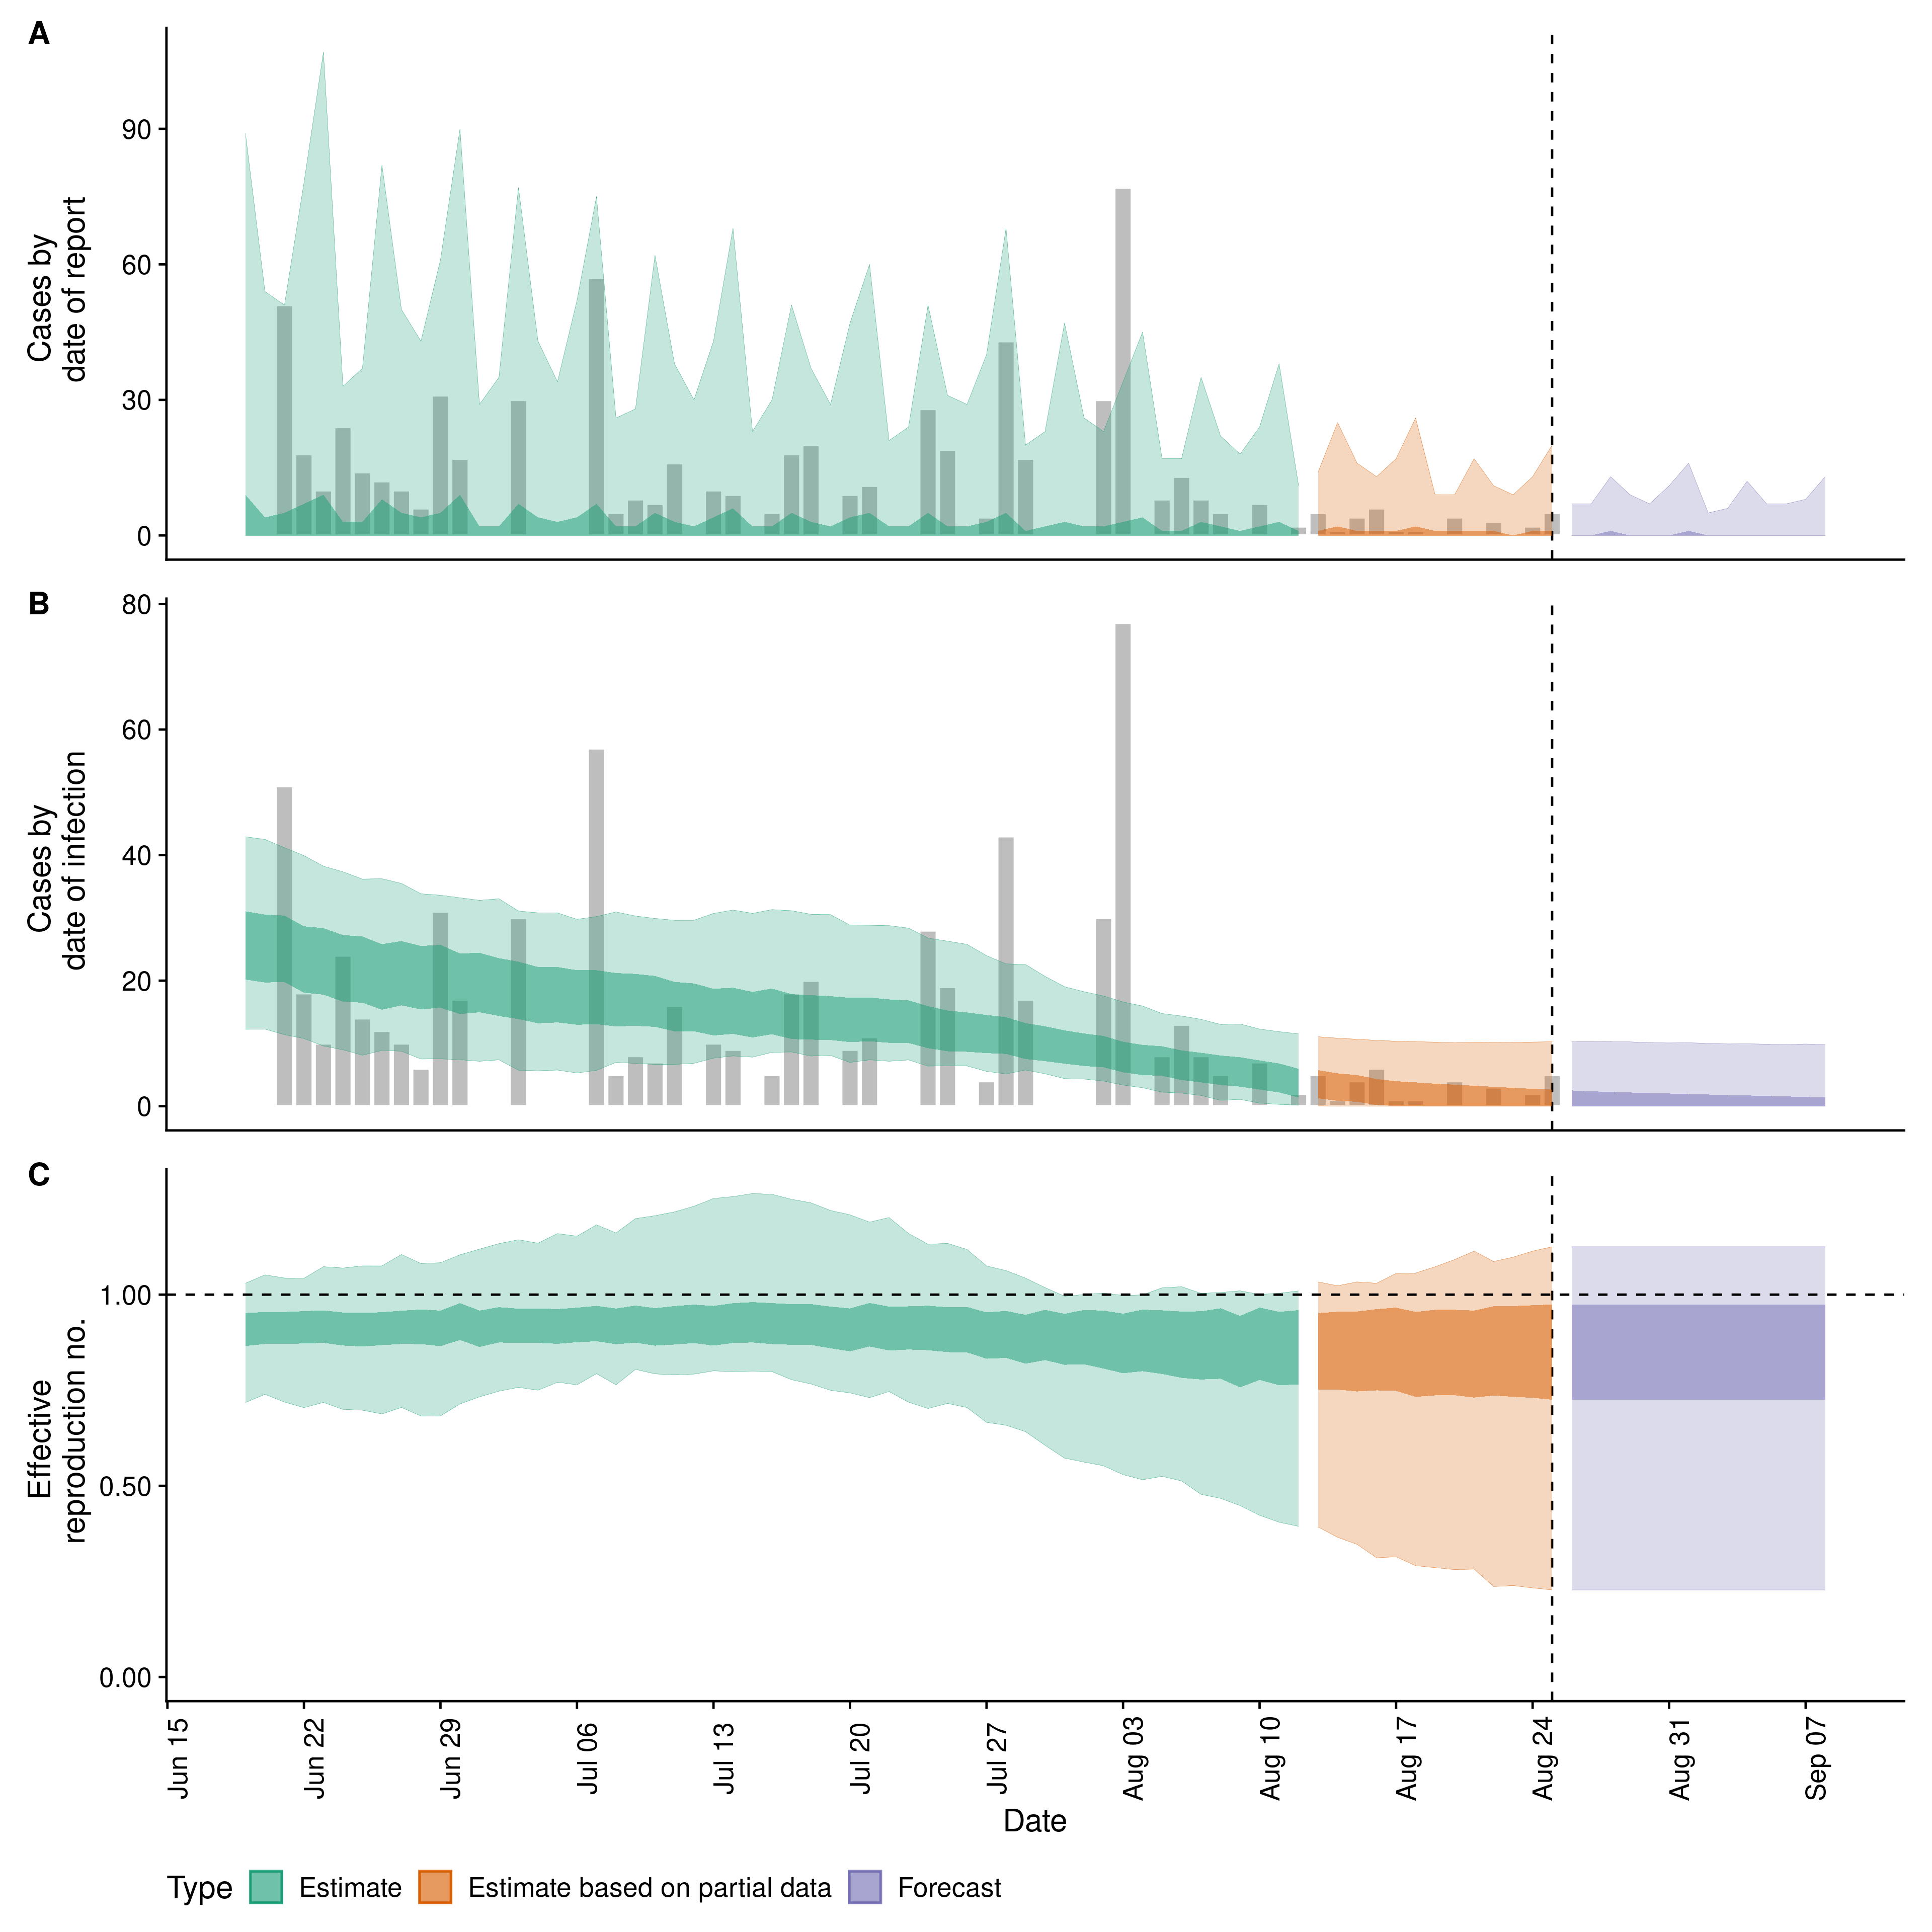 A
90
60
30
0
Cases by
date of report
B
80
60
40
20
0
Cases by
date of infection
C
1.00
0.50
0.00
Effective
reproduction no.
Jun 15
Jun 22
Jun 29
Jul 06
Jul 13
Jul 20
Jul 27
Aug 03
Aug 10
Aug 17
Aug 24
Aug 31
Sep 07
Date
Type Estimate Estimate based on partial data Forecast